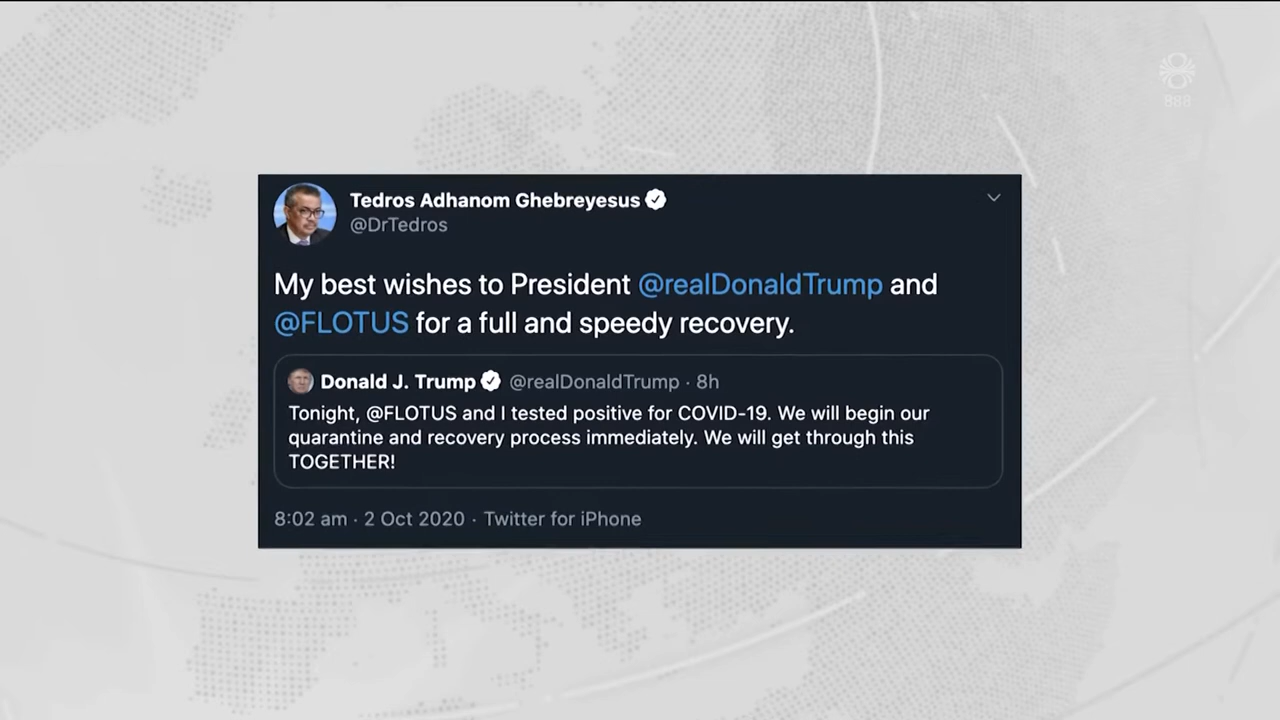 888
Tedros Adhanom Ghebreyesus
@DrTedros
My best wishes to President @realDonaldTrump and
@FLOTUS for a full and speedy recovery.
Donald J. Trump @realDonaldTrump · 8h
Tonight, @FLOTUS and I tested positive for COVID-19. We will begin our
quarantine and recovery process immediately. We will get through this
TOGETHER!
8:02 am · 2 Oct 2020 · Twitter for iPhone